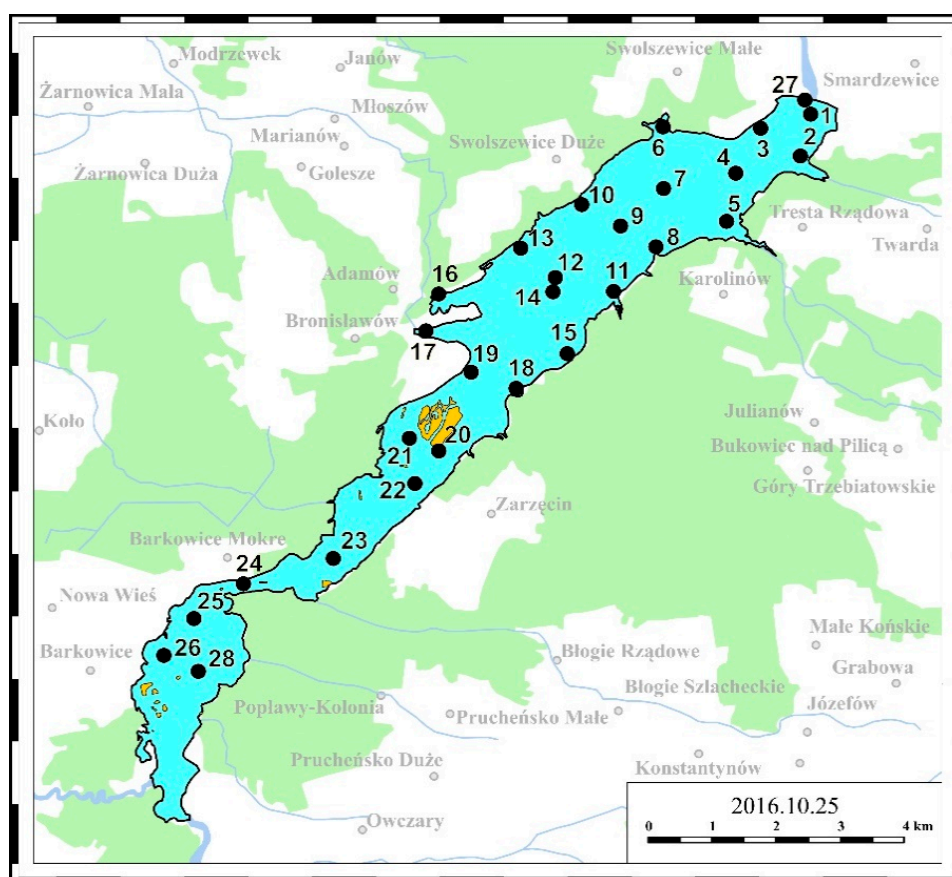 Swolszewice Małe
Modrzewek
Janów
Smardzewice
27
Żarnowica Mała
1
Młoszów
6
3
2
Marianów
Swolszewice Duże
4
Żarnowica Duża
Golesze
7
10
5
Tresta Rządowa
9
Twarda
13
8
Adamów
16
12
Karolinów
14
11
Bronisławów
17
15
19
18
Julianów
Koło
20
Bukowiec nad Pilicą
21
22
Góry Trzebiatowskie
Zarzęcin
Barkowice Mokre
23
24
Nowa Wieś
25
Małe Końskie
26
Barkowice
28
Błogie Rządowe
Grabowa
Błogie Szlacheckie
Popławy-Kolonia
Józefów
Prucheńsko Małe
Prucheńsko Duże
Konstantynów
2016.10.25
Owczary
0 1 2 3 4 km